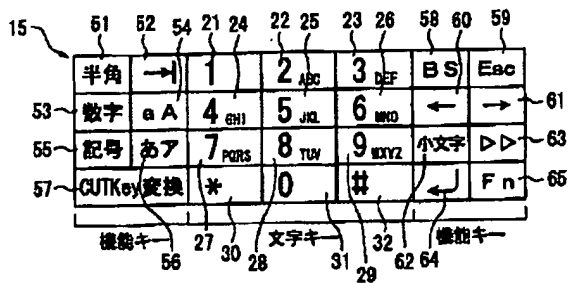 51 52 54 21 24 22 25 23 26 58 60 59
15
半角 →| 1 2 ABC 3 DEF BS Esc
53 数字 aA 4 GHI 5 JKL 6 MNO ← → 61
55 記号 あア 7 PQRS 8 TUV 9 WXYZ 小文字 ▷▷ 63
57 CUTKey 変換 * 0 # ↵ Fn 65
機能キー 56 27 30 28 文字キー 31 29 32 62 64 機能キー